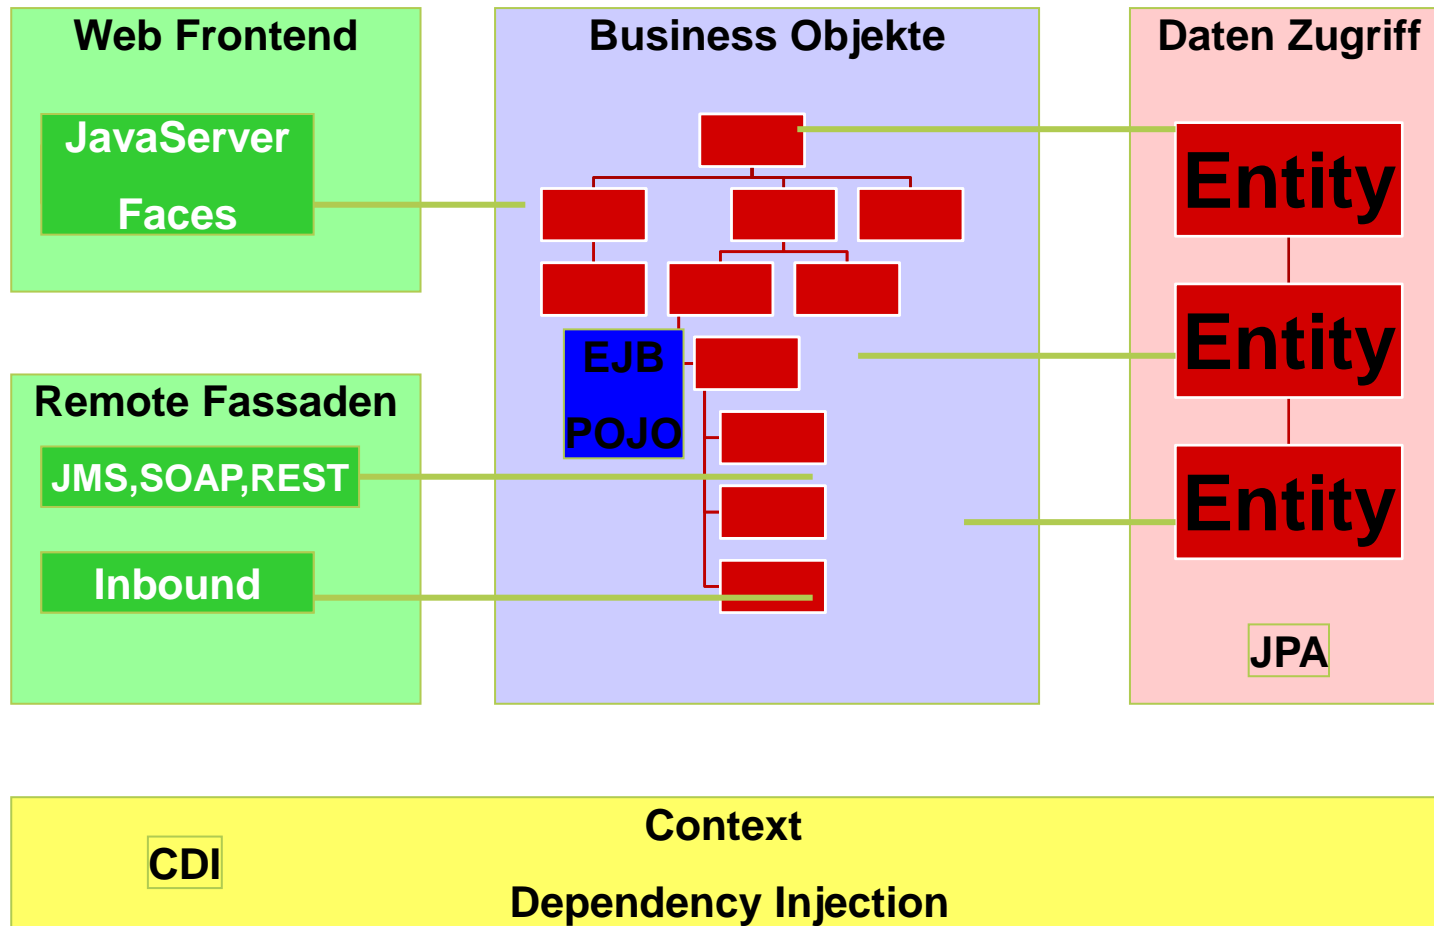 Web Frontend
JavaServer
Faces
Remote Fassaden
JMS,SOAP,REST
Inbound
Business Objekte
EJB
POJO
Daten Zugriff
Entity
Entity
Entity
JPA
CDI
Context
Dependency Injection